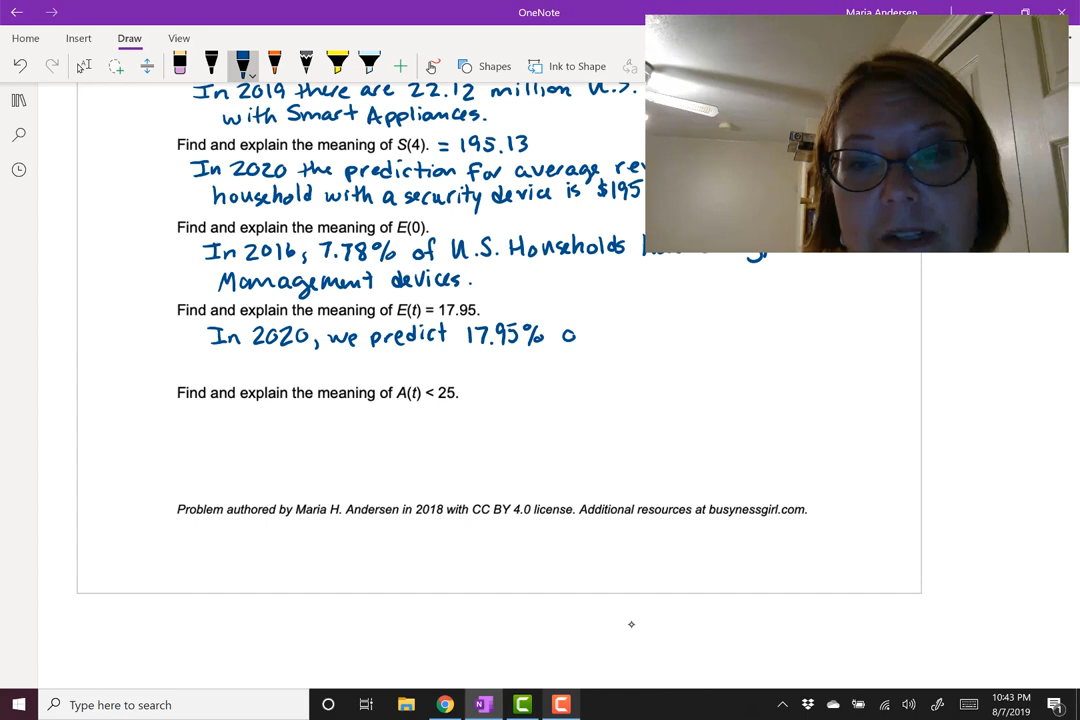 OneNote
Maria Andersen
Home Insert Draw View
Shapes
Ink to Shape
In 2019 there are 22.12 million U.S.
with Smart Appliances.
Find and explain the meaning of S(4). = 195.13
In 2020 the prediction for average re
household with a security device is $195
Find and explain the meaning of E(0).
In 2016, 7.78% of U.S. Households
Management devices.
Find and explain the meaning of E(t) = 17.95.
In 2020, we predict 17.95% o
Find and explain the meaning of A(t) < 25.
Problem authored by Maria H. Andersen in 2018 with CC BY 4.0 license. Additional resources at busynessgirl.com.
Type here to search
10:43 PM
8/7/2019